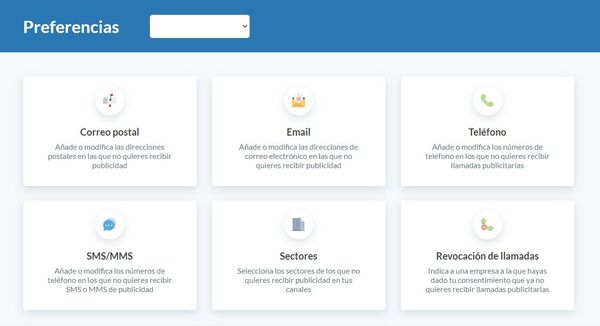 Preferencias
Correo postal
Añade o modifica las direcciones
postales en las que no quieres recibir
publicidad
Email
Añade o modifica las direcciones de
correo electrónico en las que no
quieres recibir publicidad
Teléfono
Añade o modifica los números de
teléfono en los que no quieres recibir
llamadas publicitarias
SMS/MMS
Añade o modifica los números de
teléfono en los que no quieres recibir
SMS o MMS de publicidad
Sectores
Selecciona los sectores de los que no
quieres recibir publicidad en tus
canales
Revocación de llamadas
Indica a una empresa a la que hayas
dado tu consentimiento que ya no
quieres recibir llamadas publicitarias